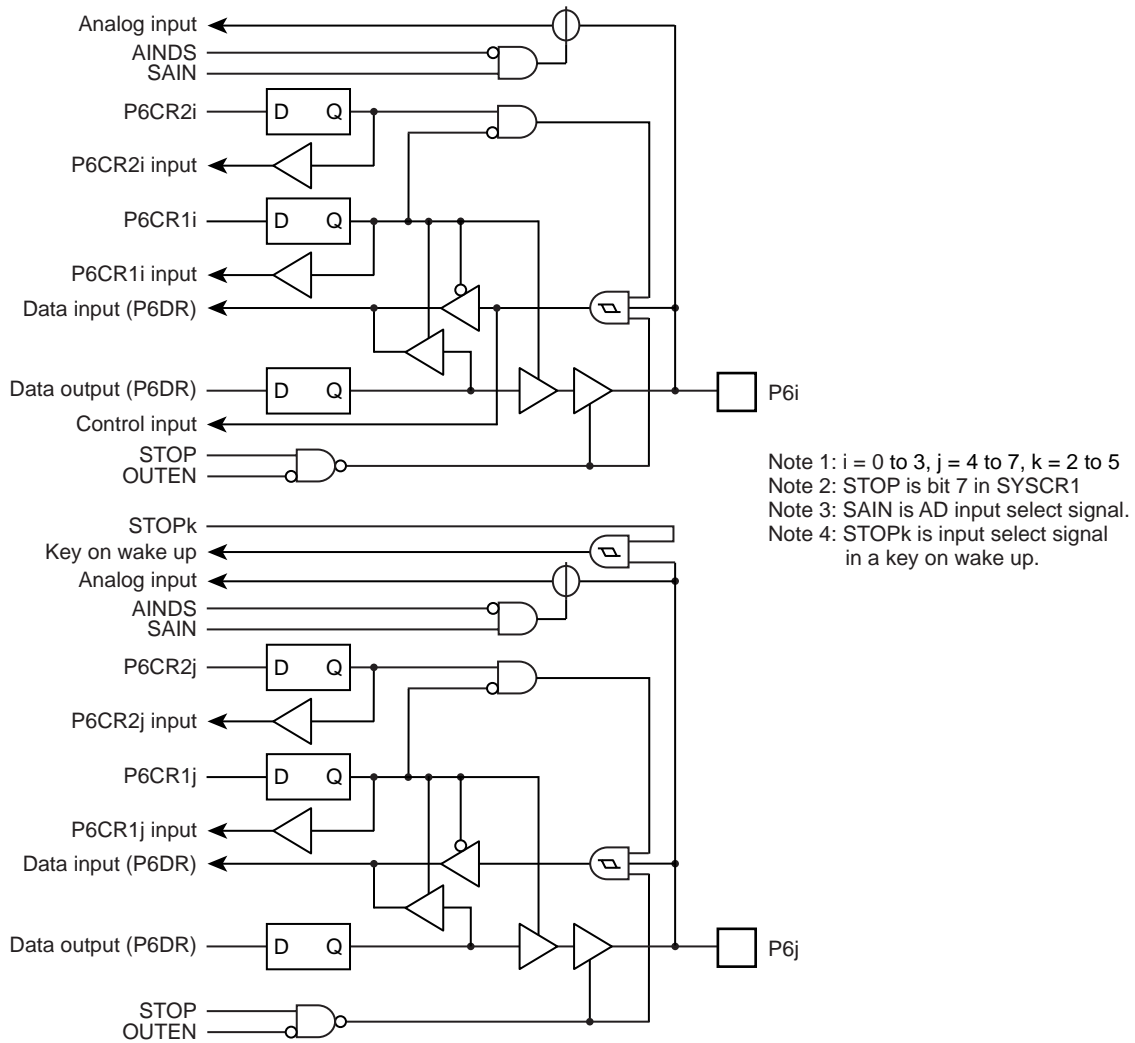 Analog input
AINDS
SAIN
P6CR2i
D Q
P6CR2i input
P6CR1i
D Q
P6CR1i input
Data input (P6DR)
Data output (P6DR)
D Q
P6i
Control input
STOP
OUTEN
Note 1: i = 0 to 3, j = 4 to 7, k = 2 to 5
Note 2: STOP is bit 7 in SYSCR1
Note 3: SAIN is AD input select signal.
Note 4: STOPk is input select signal
in a key on wake up.
STOPk
Key on wake up
Analog input
AINDS
SAIN
P6CR2j
D Q
P6CR2j input
P6CR1j
D Q
P6CR1j input
Data input (P6DR)
Data output (P6DR)
D Q
P6j
STOP
OUTEN